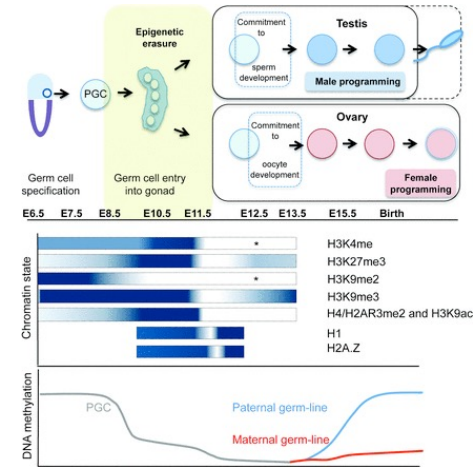 Epigenetic
erasure
Commitment
to
sperm
development
Testis
Male programming
PGC
Commitment
to
oocyte
development
Ovary
Female
programming
Germ cell
specification
Germ cell entry
into gonad
E6.5 E7.5 E8.5 E10.5 E11.5 E12.5 E13.5 E15.5 Birth
Chromatin state
H3K4me
*
H3K27me3
H3K9me2
*
H3K9me3
H4/H2AR3me2 and H3K9ac
H1
H2A.Z
DNA methylation
PGC
Paternal germ-line
Maternal germ-line